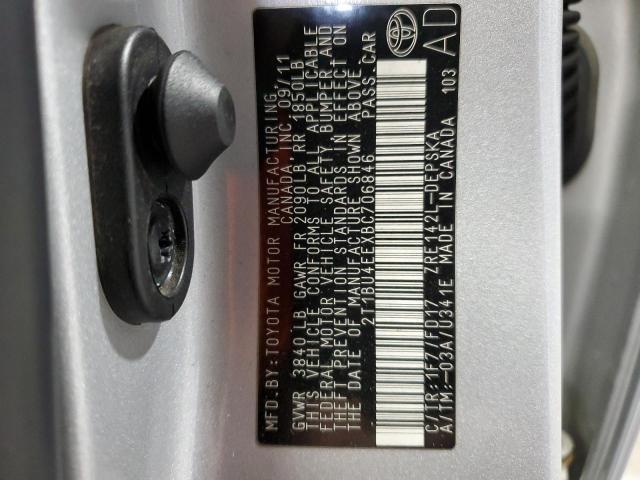 MFD.BY:TOYOTA MOTOR MANUFACTURING
CANADA INC 09/11
GVWR 3840LB GAWR FR 2090LB RR 1850LB
THIS VEHICLE CONFORMS TO ALL APPLICABLE
FEDERAL MOTOR VEHICLE SAFETY, BUMPER, AND
THEFT PREVENTION STANDARDS IN EFFECT ON
THE DATE OF MANUFACTURE SHOWN ABOVE.
2T1BU4EEXBC706846 PASS.CAR
C/TR:1F7/FD17 ZRE142L-DEPSKA
A/TM:-03A/U341E MADE IN CANADA 103
AD